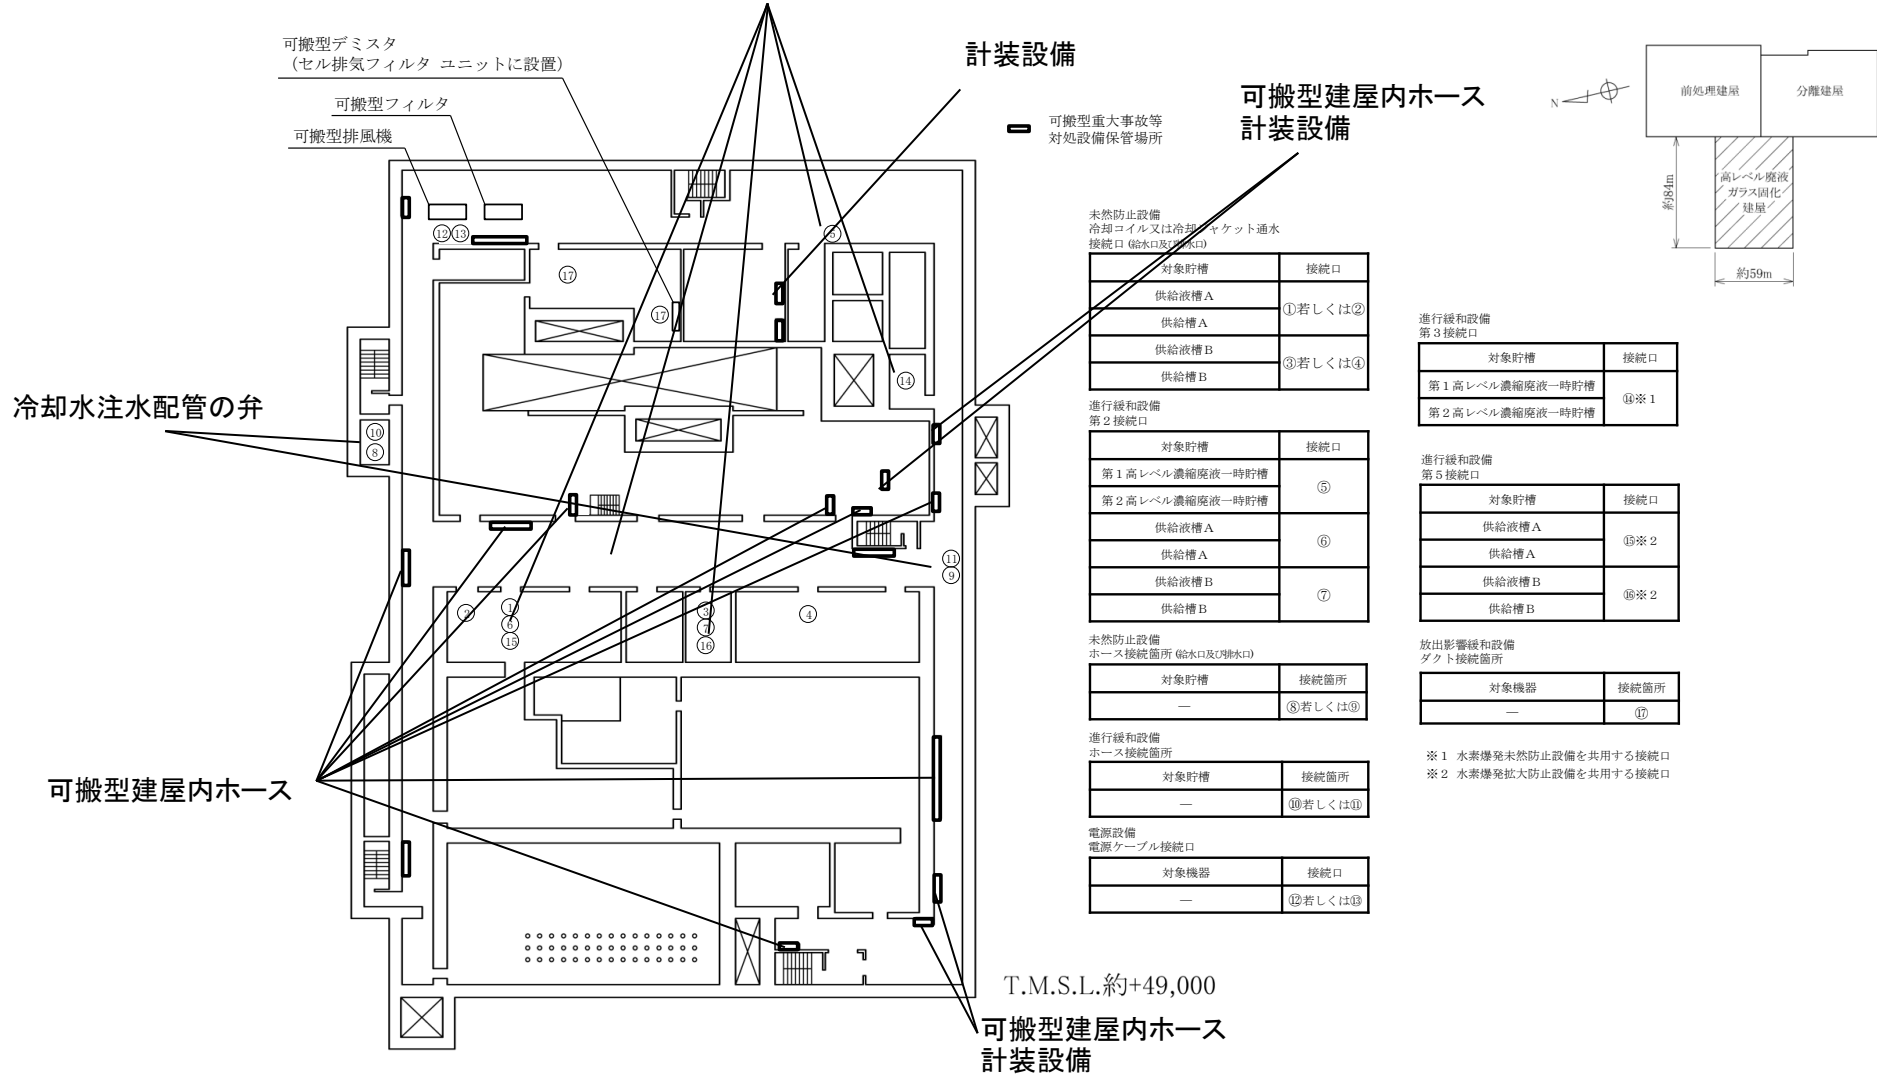 可搬型デミスタ
（セル排気フィルタ ユニットに設置）
可搬型フィルタ
可搬型排風機
計装設備
可搬型建屋内ホース
計装設備
可搬型重大事故等
対処設備保管場所
N
前処理建屋
分離建屋
高レベル廃液
ガラス固化
建屋
約84m
約59m
冷却水注水配管の弁
可搬型建屋内ホース
⑫⑬
⑤
⑰
⑰
⑭
⑩
⑧
⑪
⑨
②
①
⑥
⑮
③
⑦
⑯
④
未然防止設備
冷却コイル又は冷却ジャケット通水
接続口 (給水口及び排水口)
対象貯槽 接続口
供給液槽A ①若しくは②
供給槽A
供給液槽B ③若しくは④
供給槽B
進行緩和設備
第２接続口
対象貯槽 接続口
第１高レベル濃縮廃液一時貯槽 ⑤
第２高レベル濃縮廃液一時貯槽
供給液槽A ⑥
供給槽A
供給液槽B ⑦
供給槽B
未然防止設備
ホース接続箇所 (給水口及び排水口)
対象貯槽 接続箇所
― ⑧若しくは⑨
進行緩和設備
ホース接続箇所
対象貯槽 接続箇所
― ⑩若しくは⑪
電源設備
電源ケーブル接続口
対象機器 接続口
― ⑫若しくは⑬
進行緩和設備
第３接続口
対象貯槽 接続口
第１高レベル濃縮廃液一時貯槽 ⑭※１
第２高レベル濃縮廃液一時貯槽
進行緩和設備
第５接続口
対象貯槽 接続口
供給液槽A ⑮※２
供給槽A
供給液槽B ⑯※２
供給槽B
放出影響緩和設備
ダクト接続箇所
対象機器 接続箇所
― ⑰
※１ 水素爆発未然防止設備を共用する接続口
※２ 水素爆発拡大防止設備を共用する接続口
T.M.S.L.約+49,000
可搬型建屋内ホース
計装設備